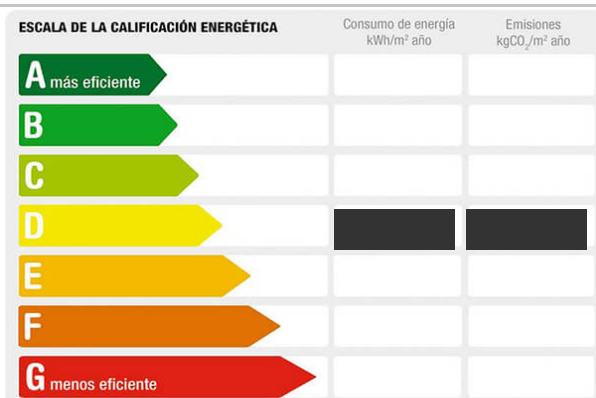 ESCALA DE LA CALIFICACIÓN ENERGÉTICA
Consumo de energía
kWh/m² año
Emisiones
kgCO₂/m² año
A más eficiente
B
C
D
E
F
G menos eficiente